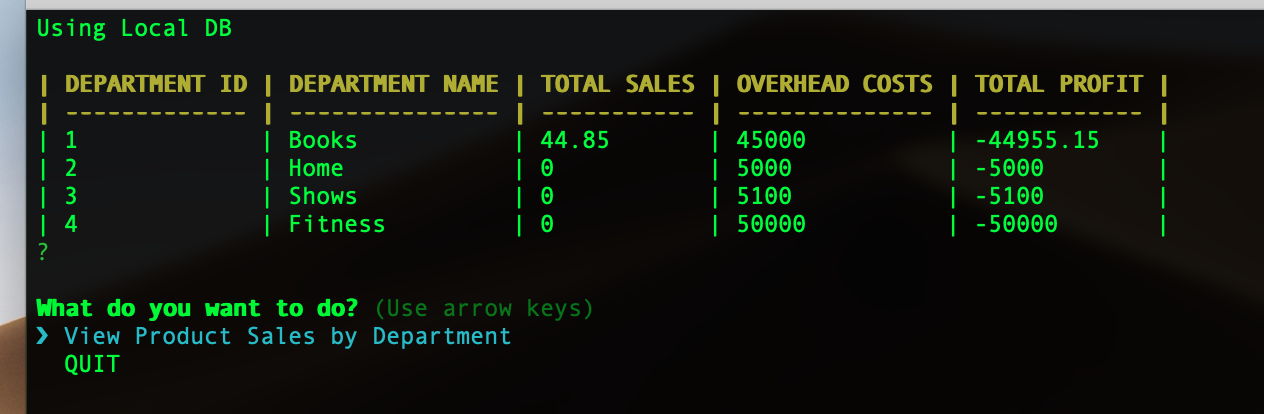 Using Local DB
| DEPARTMENT ID | DEPARTMENT NAME | TOTAL SALES | OVERHEAD COSTS | TOTAL PROFIT |
| ------------- | --------------- | ----------- | -------------- | ------------ |
| 1 | Books | 44.85 | 45000 | -44955.15 |
| 2 | Home | 0 | 5000 | -5000 |
| 3 | Shows | 0 | 5100 | -5100 |
| 4 | Fitness | 0 | 50000 | -50000 |
?
What do you want to do? (Use arrow keys)
❯ View Product Sales by Department
QUIT